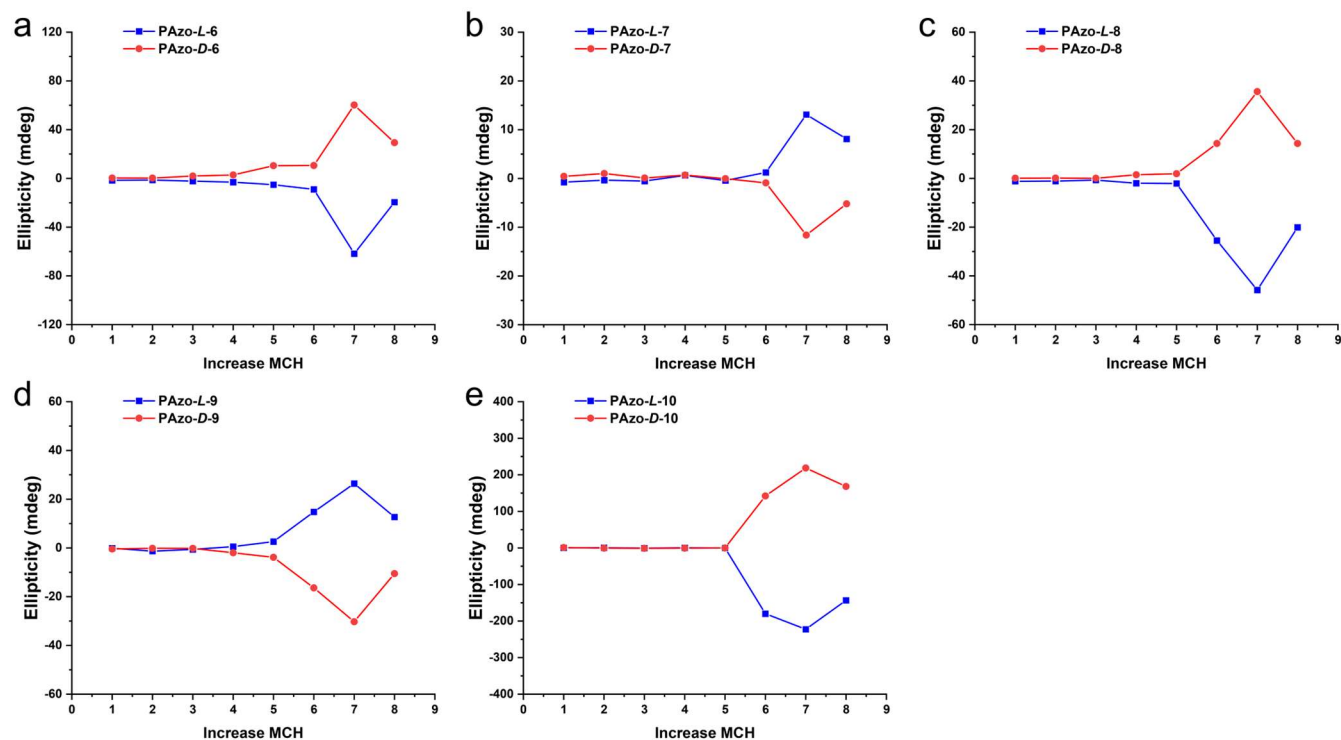 a
PAzo-L-6
PAzo-D-6
120
80
40
0
-40
-80
-120
Ellipticity (mdeg)
0 1 2 3 4 5 6 7 8 9
Increase MCH
b
PAzo-L-7
PAzo-D-7
30
20
10
0
-10
-20
-30
Ellipticity (mdeg)
0 1 2 3 4 5 6 7 8 9
Increase MCH
c
PAzo-L-8
PAzo-D-8
60
40
20
0
-20
-40
-60
Ellipticity (mdeg)
0 1 2 3 4 5 6 7 8 9
Increase MCH
d
PAzo-L-9
PAzo-D-9
60
40
20
0
-20
-40
-60
Ellipticity (mdeg)
0 1 2 3 4 5 6 7 8 9
Increase MCH
e
PAzo-L-10
PAzo-D-10
400
300
200
100
0
-100
-200
-300
-400
Ellipticity (mdeg)
0 1 2 3 4 5 6 7 8 9
Increase MCH